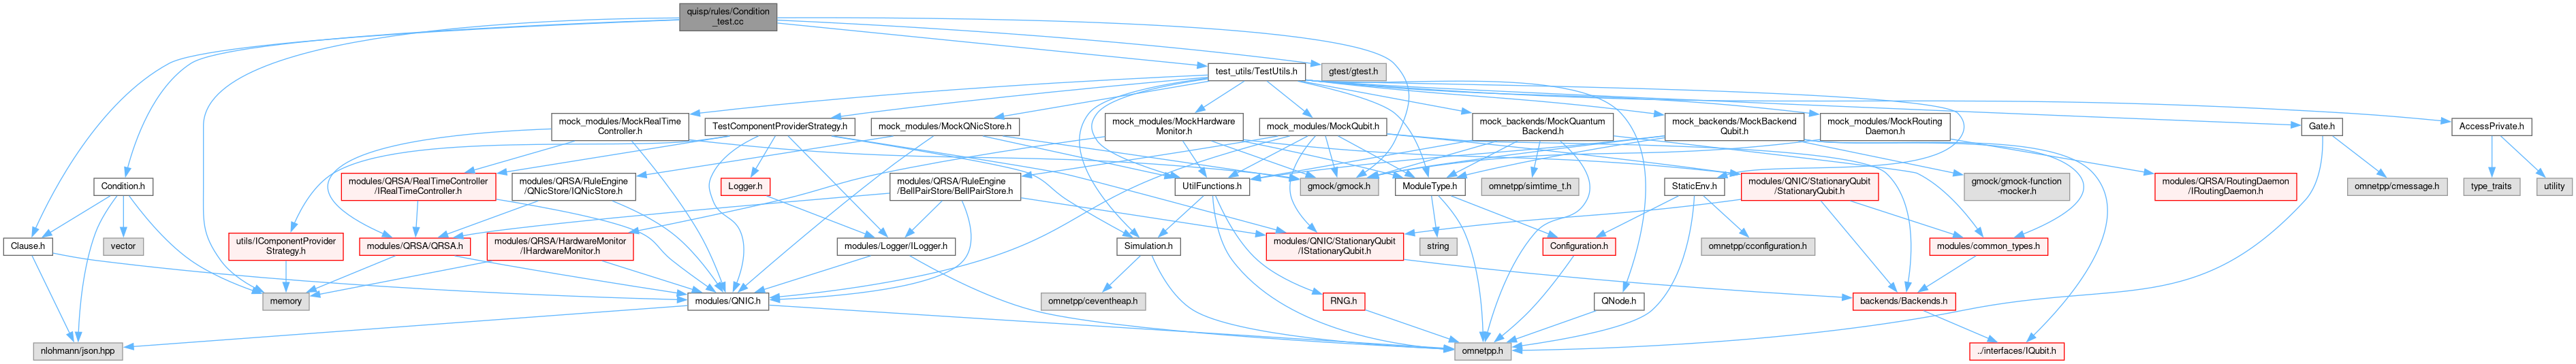 quisp/rules/Condition
_test.cc
test_utils/TestUtils.h
gtest/gtest.h
mock_modules/MockRealTime
Controller.h
TestComponentProviderStrategy.h
mock_modules/MockQNicStore.h
mock_modules/MockHardware
Monitor.h
mock_modules/MockQubit.h
mock_backends/MockQuantum
Backend.h
mock_backends/MockBackend
Qubit.h
mock_modules/MockRouting
Daemon.h
Gate.h
AccessPrivate.h
Condition.h
modules/QRSA/RealTimeController
/IRealTimeController.h
modules/QRSA/RuleEngine
/QNicStore/IQNicStore.h
Logger.h
modules/QRSA/RuleEngine
/BellPairStore/BellPairStore.h
UtilFunctions.h
gmock/gmock.h
ModuleType.h
omnetpp/simtime_t.h
StaticEnv.h
modules/QNIC/StationaryQubit
/StationaryQubit.h
gmock/gmock-function
-mocker.h
modules/QRSA/RoutingDaemon
/IRoutingDaemon.h
omnetpp/cmessage.h
type_traits
utility
Clause.h
vector
utils/IComponentProvider
Strategy.h
modules/QRSA/QRSA.h
modules/QRSA/HardwareMonitor
/IHardwareMonitor.h
modules/Logger/ILogger.h
Simulation.h
modules/QNIC/StationaryQubit
/IStationaryQubit.h
string
Configuration.h
omnetpp/cconfiguration.h
modules/common_types.h
memory
modules/QNIC.h
omnetpp/ceventheap.h
RNG.h
QNode.h
backends/Backends.h
nlohmann/json.hpp
omnetpp.h
../interfaces/IQubit.h